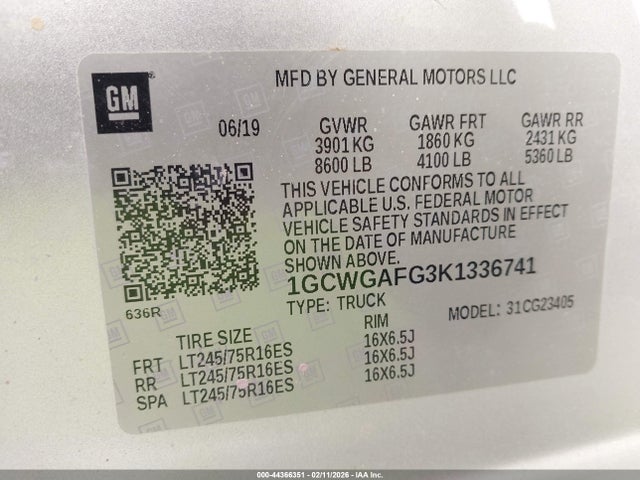 GM
MFD BY GENERAL MOTORS LLC
06/19 GVWR GAWR FRT GAWR RR
3901 KG 1860 KG 2431 KG
8600 LB 4100 LB 5360 LB
THIS VEHICLE CONFORMS TO ALL
APPLICABLE U.S. FEDERAL MOTOR
VEHICLE SAFETY STANDARDS IN EFFECT
ON THE DATE OF MANUFACTURE
SHOWN ABOVE.
1GCWGAFG3K1336741
636R TYPE: TRUCK MODEL: 31CG23405
TIRE SIZE RIM
FRT LT245/75R16ES 16X6.5J
RR LT245/75R16ES 16X6.5J
SPA LT245/75R16ES 16X6.5J
000-44366351 - 02/11/2026 - IAA Inc.